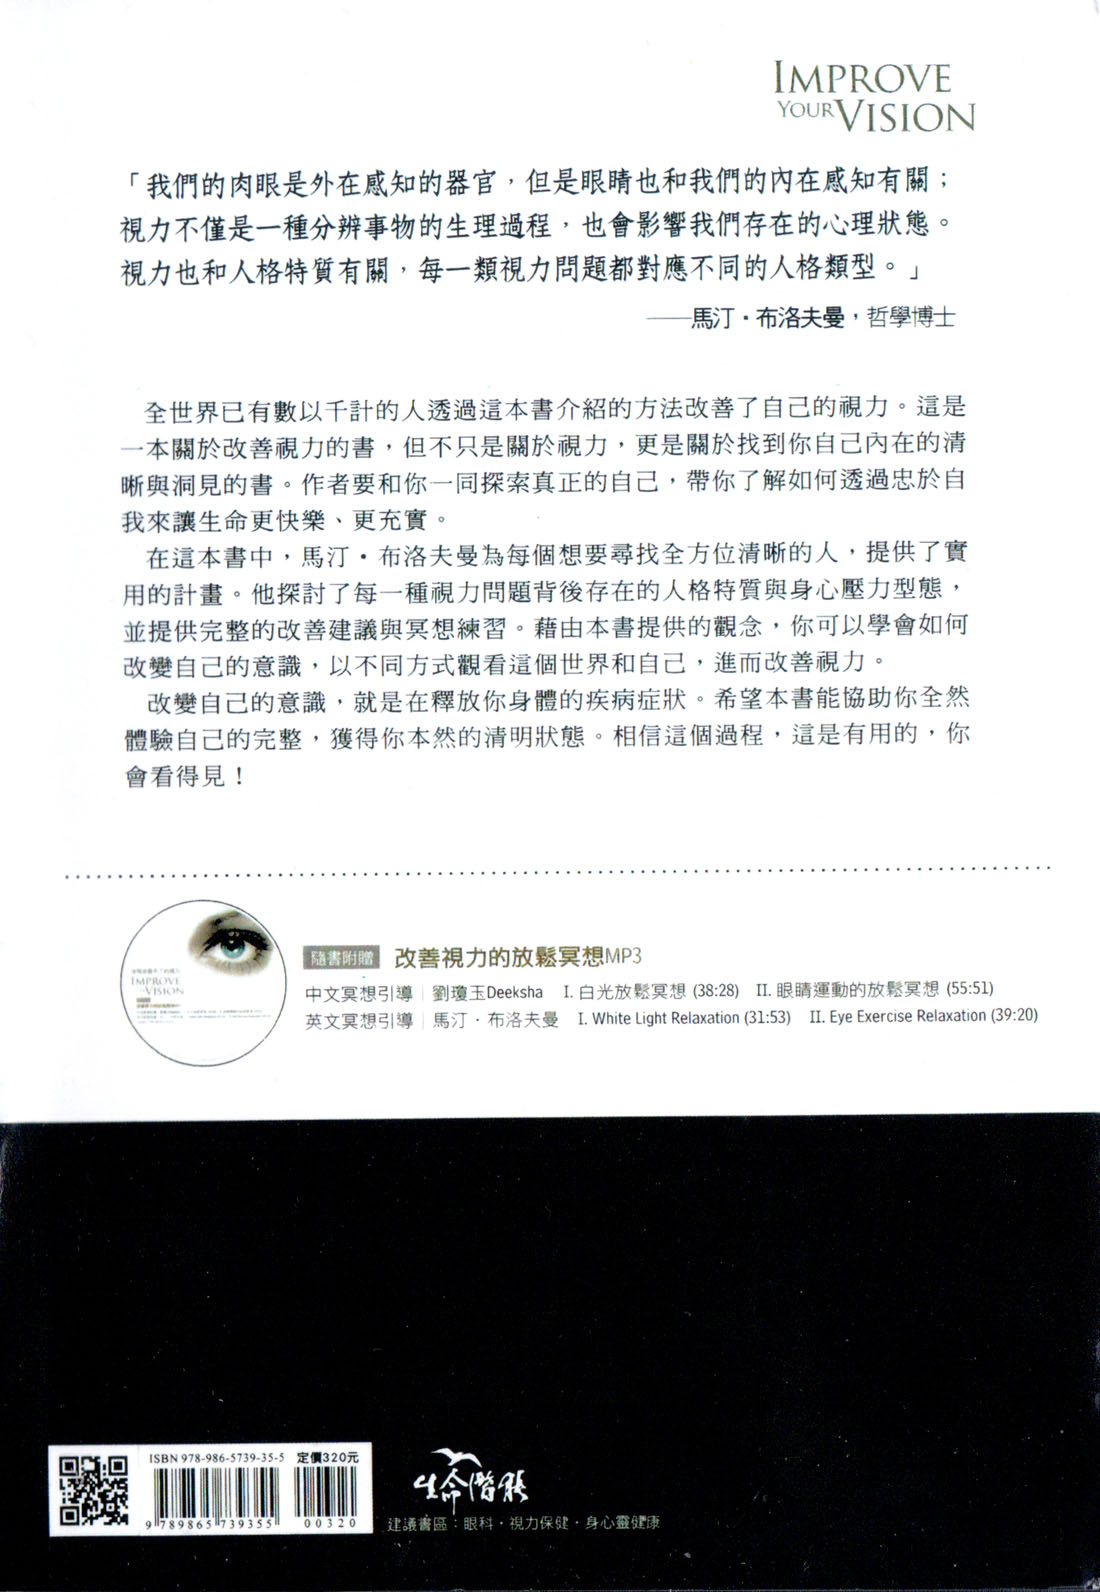 IMPROVE
YOUR VISION
「我們的肉眼是外在感知的器官，但是眼睛也和我們的內在感知有關；
視力不僅是一種分辨事物的生理過程，也會影響我們存在的心理狀態。
視力也和人格特質有關，每一類視力問題都對應不同的人格類型。」
——馬汀・布洛夫曼，哲學博士
全世界已有數以千計的人透過這本書介紹的方法改善了自己的視力。這是
一本關於改善視力的書，但不只是關於視力，更是關於找到你自己內在的清
晰與洞見的書。作者要和你一同探索真正的自己，帶你了解如何透過忠於自
我來讓生命更快樂、更充實。
在這本書中，馬汀・布洛夫曼為每個想要尋找全方位清晰的人，提供了實
用的計畫。他探討了每一種視力問題背後存在的人格特質與身心壓力型態，
並提供完整的改善建議與冥想練習。藉由本書提供的觀念，你可以學會如何
改變自己的意識，以不同方式觀看這個世界和自己，進而改善視力。
改變自己的意識，就是在釋放你身體的疾病症狀。希望本書能協助你全然
體驗自己的完整，獲得你本然的清明狀態。相信這個過程，這是有用的，你
會看得見！
IMPROVE
YOUR VISION
隨書附贈 改善視力的放鬆冥想MP3
中文冥想引導｜劉瓊玉Deeksha I. 白光放鬆冥想 (38:28) II. 眼睛運動的放鬆冥想 (55:51)
英文冥想引導｜馬汀・布洛夫曼 I. White Light Relaxation (31:53) II. Eye Exercise Relaxation (39:20)
ISBN 978-986-5739-35-5 定價320元
9 789865 739355 00320
生命潛能
建議書區：眼科・視力保健・身心靈健康